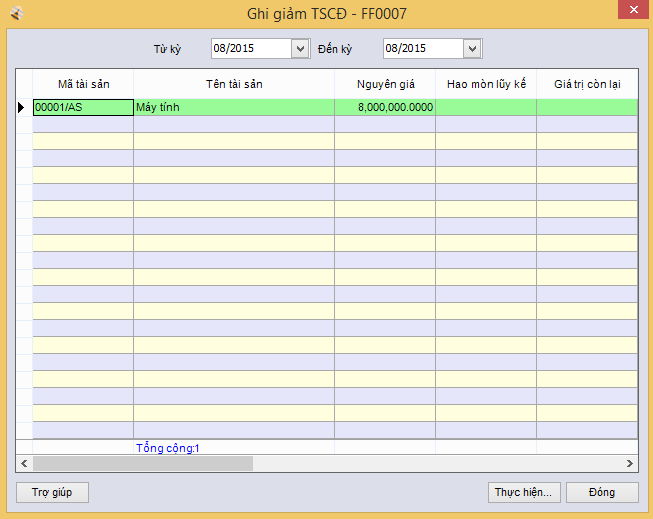 Ghi giảm TSCĐ - FF0007
Từ kỳ 08/2015 Đến kỳ 08/2015
Mã tài sản Tên tài sản Nguyên giá Hao mòn lũy kế Giá trị còn lại
00001/AS Máy tính 8,000,000.0000
Tổng cộng:1
Trợ giúp Thực hiện... Đóng